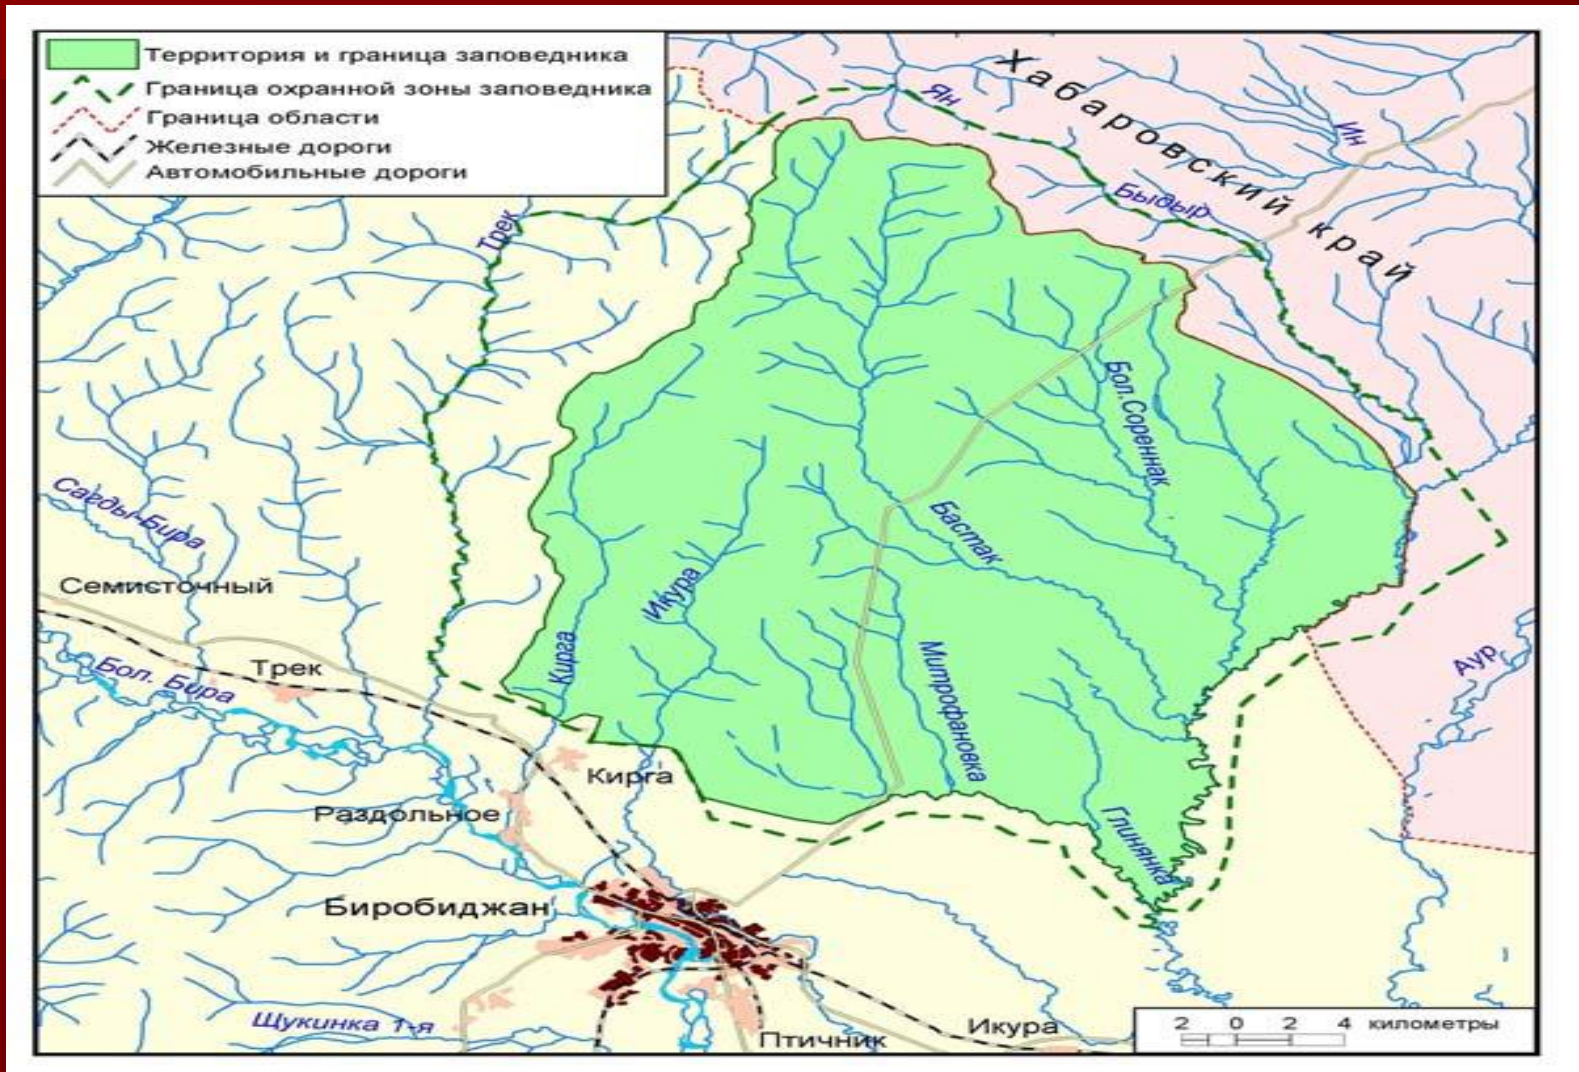 Территория и граница заповедника
Граница охранной зоны заповедника
Граница области
Железные дороги
Автомобильные дороги
Хабаровский край
Ян
Ин
Быдыр
Трек
Бол.Сореннак
Сагды-Бира
Бастак
Семисточный
Икура
Кирга
Трек
Бол. Бира
Митрофановка
Аур
Кирга
Раздольное
Глинянка
Биробиджан
Щукинка 1-я
Птичник
Икура
2 0 2 4 километры